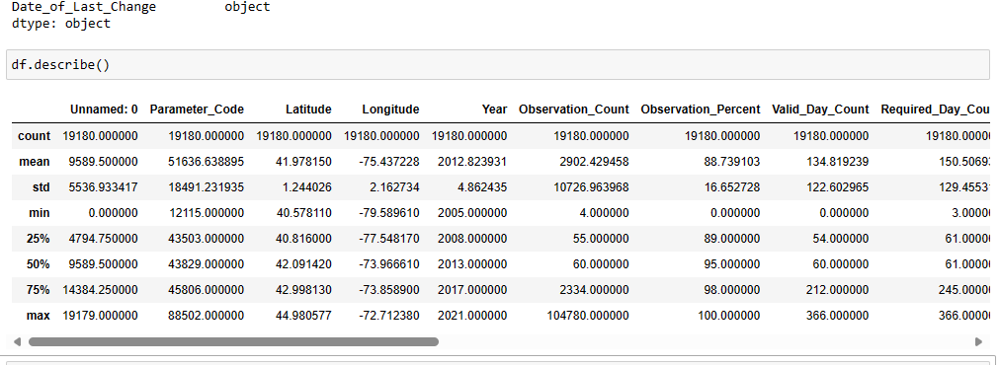 Date_of_Last_Change object
dtype: object
df.describe()
Unnamed: 0 Parameter_Code Latitude Longitude Year Observation_Count Observation_Percent Valid_Day_Count Required_Day_Cou
count 19180.000000 19180.000000 19180.000000 19180.000000 19180.000000 19180.000000 19180.000000 19180.000000 19180.0000
mean 9589.500000 51636.638895 41.978150 -75.437228 2012.823931 2902.429458 88.739103 134.819239 150.5069
std 5536.933417 18491.231935 1.244026 2.162734 4.862435 10726.963968 16.652728 122.602965 129.4553
min 0.000000 12115.000000 40.578110 -79.589610 2005.000000 4.000000 0.000000 0.000000 3.0000
25% 4794.750000 43503.000000 40.816000 -77.548170 2008.000000 55.000000 89.000000 54.000000 61.0000
50% 9589.500000 43829.000000 42.091420 -73.966610 2013.000000 60.000000 95.000000 60.000000 61.0000
75% 14384.250000 45806.000000 42.998130 -73.858900 2017.000000 2334.000000 98.000000 212.000000 245.0000
max 19179.000000 88502.000000 44.980577 -72.712380 2021.000000 104780.000000 100.000000 366.000000 366.0000